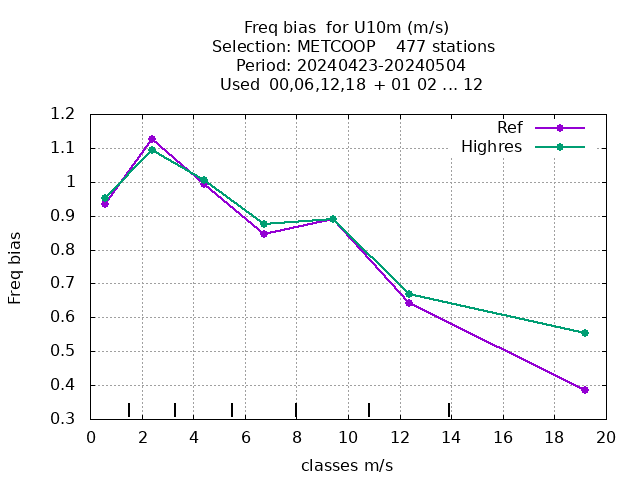 Freq bias  for U10m (m/s)
Selection: METCOOP    477 stations
Period: 20240423-20240504
Used  00,06,12,18  + 01 02 ... 12
Ref
Highres
1.2
1.1
1
0.9
0.8
0.7
0.6
0.5
0.4
0.3
Freq bias
0 2 4 6 8 10 12 14 16 18 20
classes m/s